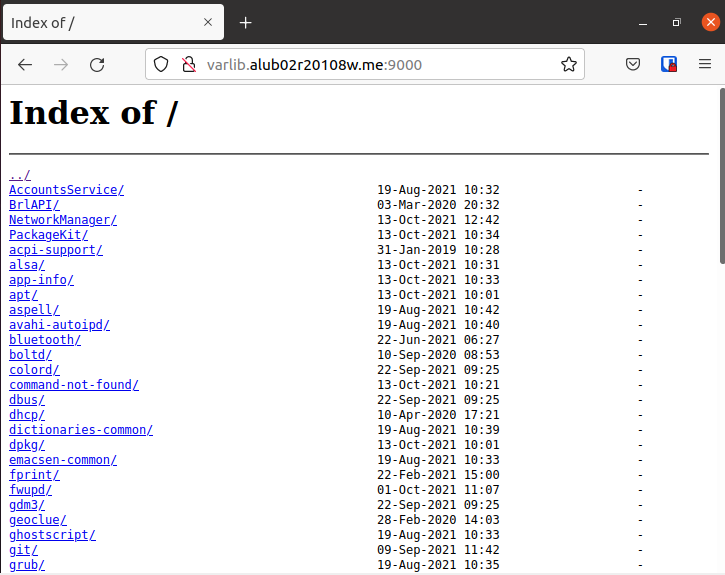 Index of /
varlib.alub02r20108w.me:9000
Index of /
../
AccountsService/ 19-Aug-2021 10:32 -
BrlAPI/ 03-Mar-2020 20:32 -
NetworkManager/ 13-Oct-2021 12:42 -
PackageKit/ 13-Oct-2021 10:34 -
acpi-support/ 31-Jan-2019 10:28 -
alsa/ 13-Oct-2021 10:31 -
app-info/ 13-Oct-2021 10:33 -
apt/ 13-Oct-2021 10:01 -
aspell/ 19-Aug-2021 10:42 -
avahi-autoipd/ 19-Aug-2021 10:40 -
bluetooth/ 22-Jun-2021 06:27 -
boltd/ 10-Sep-2020 08:53 -
colord/ 22-Sep-2021 09:25 -
command-not-found/ 13-Oct-2021 10:21 -
dbus/ 22-Sep-2021 09:25 -
dhcp/ 10-Apr-2020 17:21 -
dictionaries-common/ 19-Aug-2021 10:39 -
dpkg/ 13-Oct-2021 10:01 -
emacsen-common/ 19-Aug-2021 10:33 -
fprint/ 22-Feb-2021 15:00 -
fwupd/ 01-Oct-2021 11:07 -
gdm3/ 22-Sep-2021 09:25 -
geoclue/ 28-Feb-2020 14:03 -
ghostscript/ 19-Aug-2021 10:33 -
git/ 09-Sep-2021 11:42 -
grub/ 19-Aug-2021 10:35 -